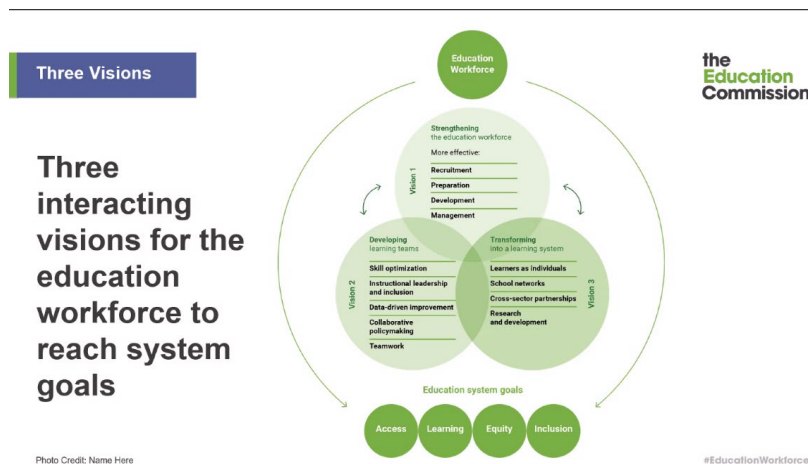 Three Visions
Three
interacting
visions for the
education
workforce to
reach system
goals
Photo Credit: Name Here
Education
Workforce
Strengthening
the education workforce
More effective:
Recruitment
Preparation
Development
Management
Vision 1
Developing
learning teams
Skill optimization
Instructional leadership
and inclusion
Data-driven improvement
Collaborative
policymaking
Teamwork
Vision 2
Transforming
into a learning system
Learners as individuals
School networks
Cross-sector partnerships
Research
and development
Vision 3
Education system goals
Access
Learning
Equity
Inclusion
the
Education
Commission
#EducationWorkforce